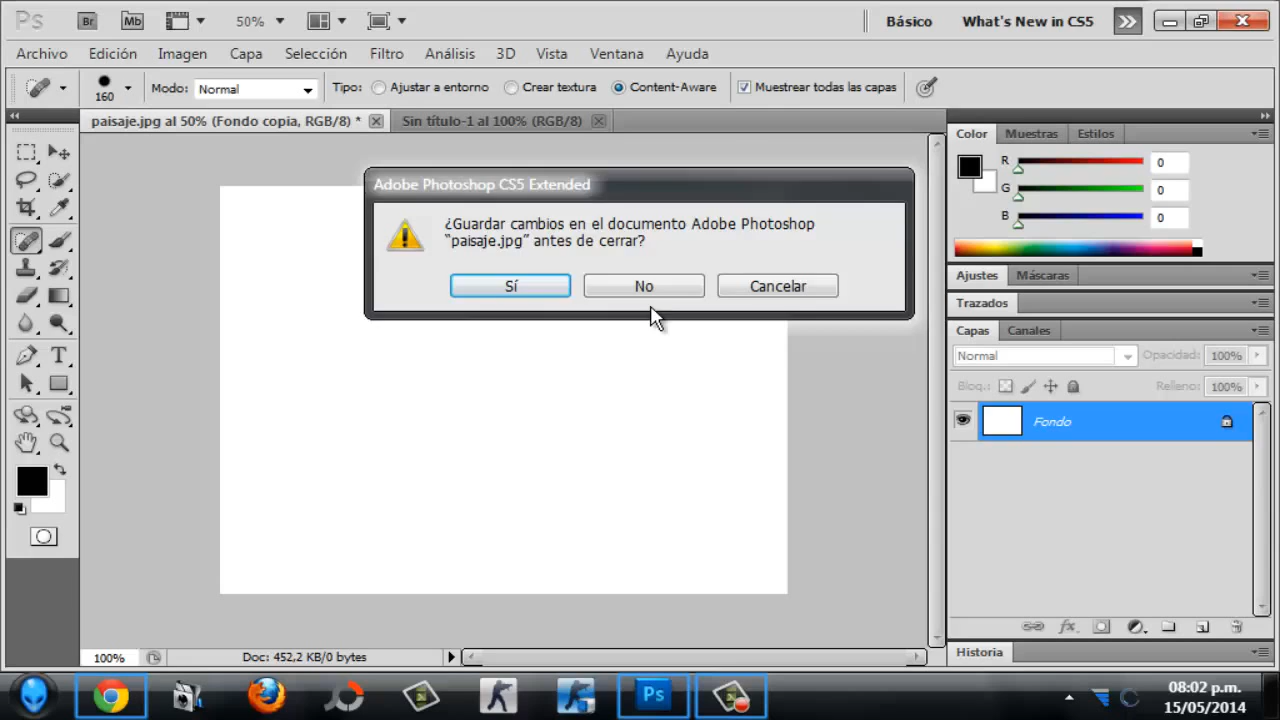 Ps Br Mb 50% Básico What's New in CS5
Archivo Edición Imagen Capa Selección Filtro Análisis 3D Vista Ventana Ayuda
160 Modo: Normal Tipo: Ajustar a entorno Crear textura Content-Aware Muestrear todas las capas
paisaje.jpg al 50% (Fondo copia, RGB/8) * Sin título-1 al 100% (RGB/8)
Color Muestras Estilos
R 0
G 0
B 0
Adobe Photoshop CS5 Extended
¿Guardar cambios en el documento Adobe Photoshop
“paisaje.jpg” antes de cerrar?
Sí No Cancelar
Ajustes Máscaras
Trazados
Capas Canales
Normal Opacidad: 100%
Bloq.: Relleno: 100%
Fondo
T
fx
Historia
100% Doc: 452,2 KB/0 bytes
Ps
08:02 p.m.
15/05/2014